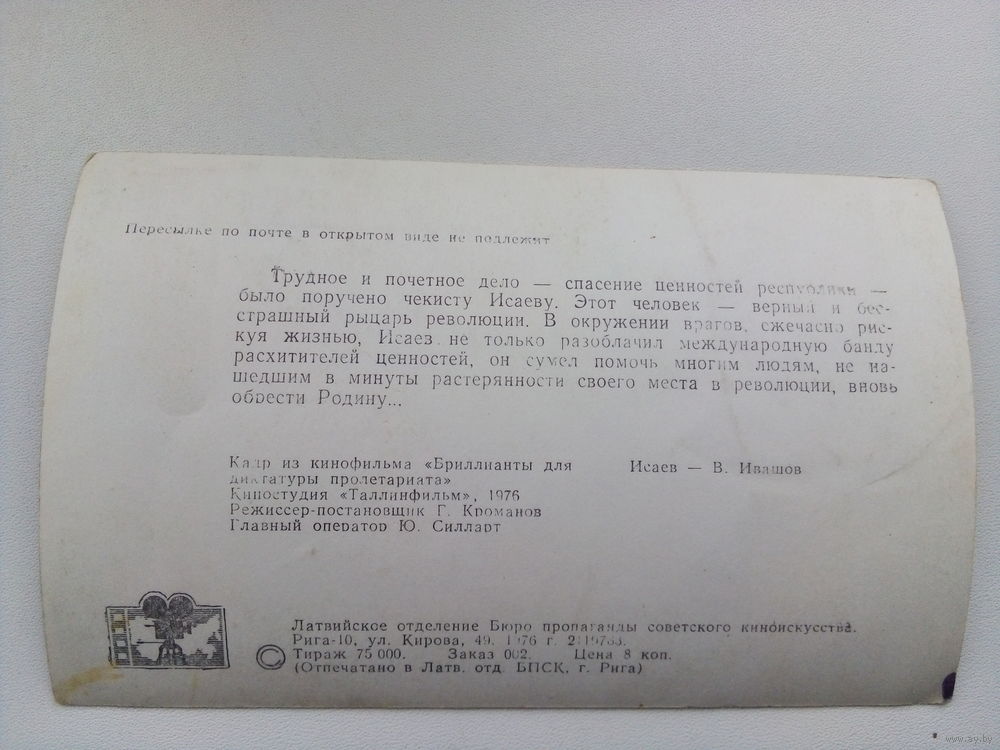 Пересылке по почте в открытом виде не подлежит
Трудное и почетное дело — спасение ценностей республики —
было поручено чекисту Исаеву. Этот человек — верный и бес-
страшный рыцарь революции. В окружении врагов, ежечасно рис-
куя жизнью, Исаев не только разоблачил международную банду
расхитителей ценностей, он сумел помочь многим людям, не на-
шедшим в минуты растерянности своего места в революции, вновь
обрести Родину...
Кадр из кинофильма «Бриллианты для
диктатуры пролетариата»
Киностудия «Таллинфильм», 1976
Режиссер-постановщик Г. Кроманов
Главный оператор Ю. Силларт
Исаев — В. Ивашов
Латвийское отделение Бюро пропаганды советского киноискусства.
Рига-10, ул. Кирова, 49. 1976 г.
© Тираж 75 000. Заказ 002. Цена 8 коп.
(Отпечатано в Латв. отд. БПСК, г. Рига)
www.ay.by